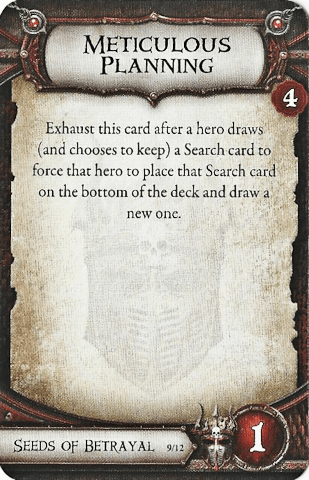 METICULOUS
PLANNING
4
Exhaust this card after a hero draws
(and chooses to keep) a Search card to
force that hero to place that Search card
on the bottom of the deck and draw a
new one.
SEEDS OF BETRAYAL 9/12
1